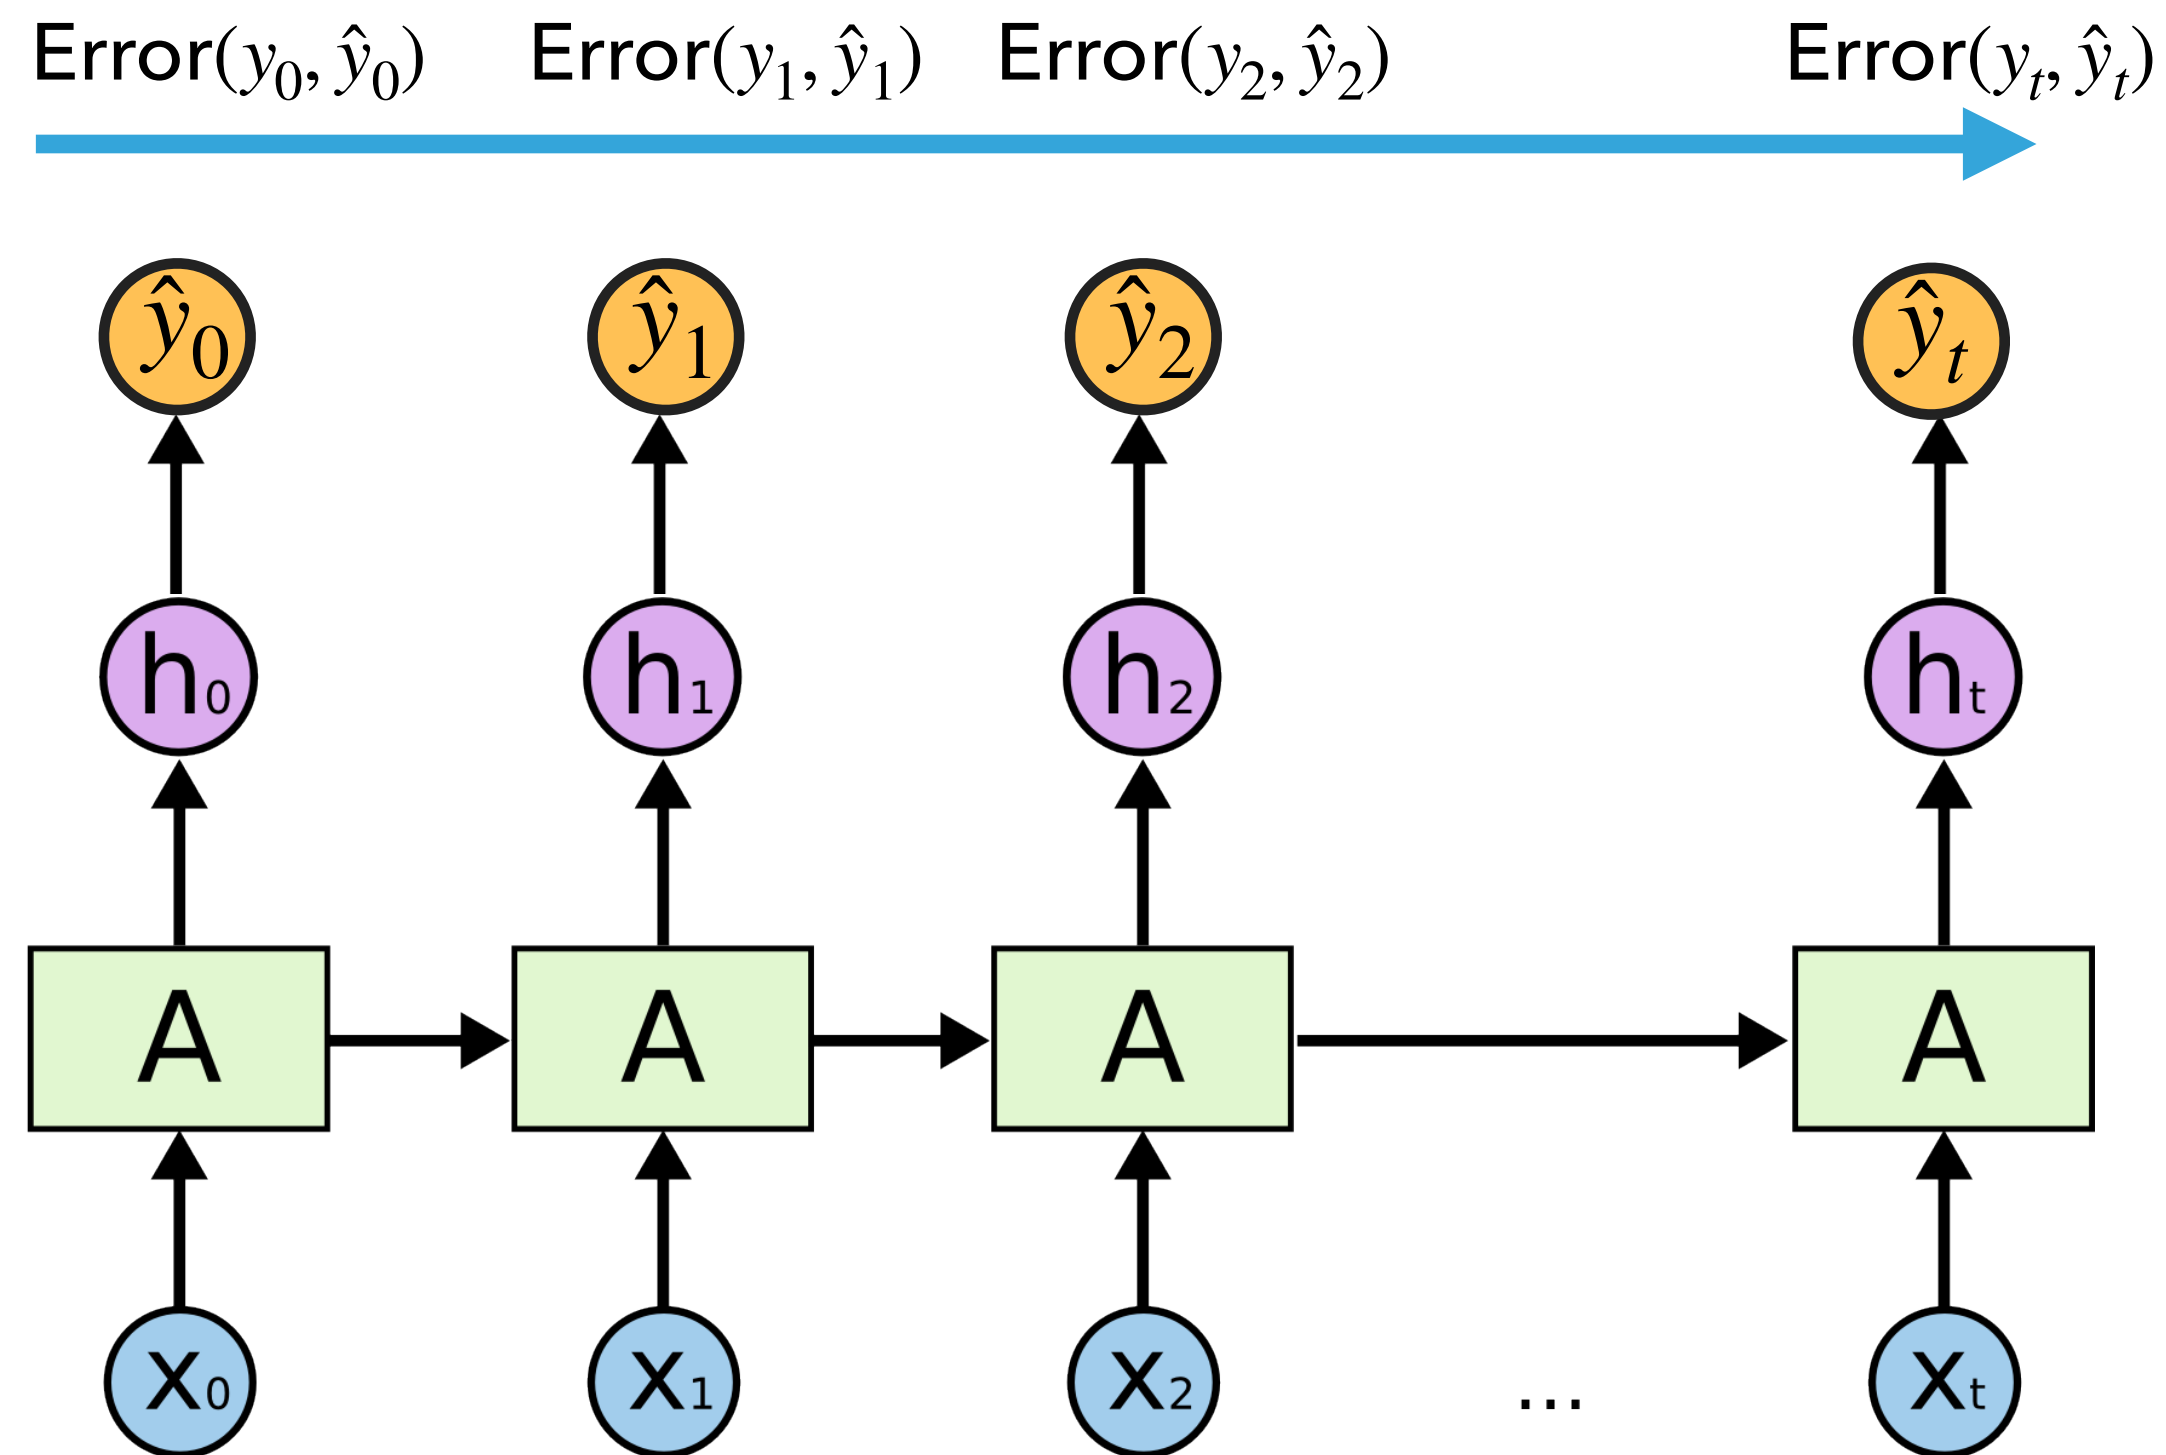 Error(y₀, ŷ₀) Error(y₁, ŷ₁) Error(y₂, ŷ₂) Error(yₜ, ŷₜ)
ŷ₀ ŷ₁ ŷ₂ ŷₜ
h₀ h₁ h₂ hₜ
A A A A
x₀ x₁ x₂ ... xₜ